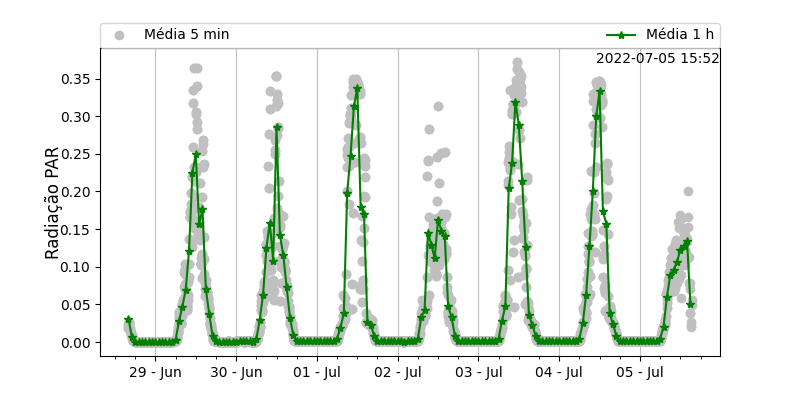 Média 5 min
Média 1 h
2022-07-05 15:52
Radiação PAR
0.35
0.30
0.25
0.20
0.15
0.10
0.05
0.00
29 - Jun
30 - Jun
01 - Jul
02 - Jul
03 - Jul
04 - Jul
05 - Jul